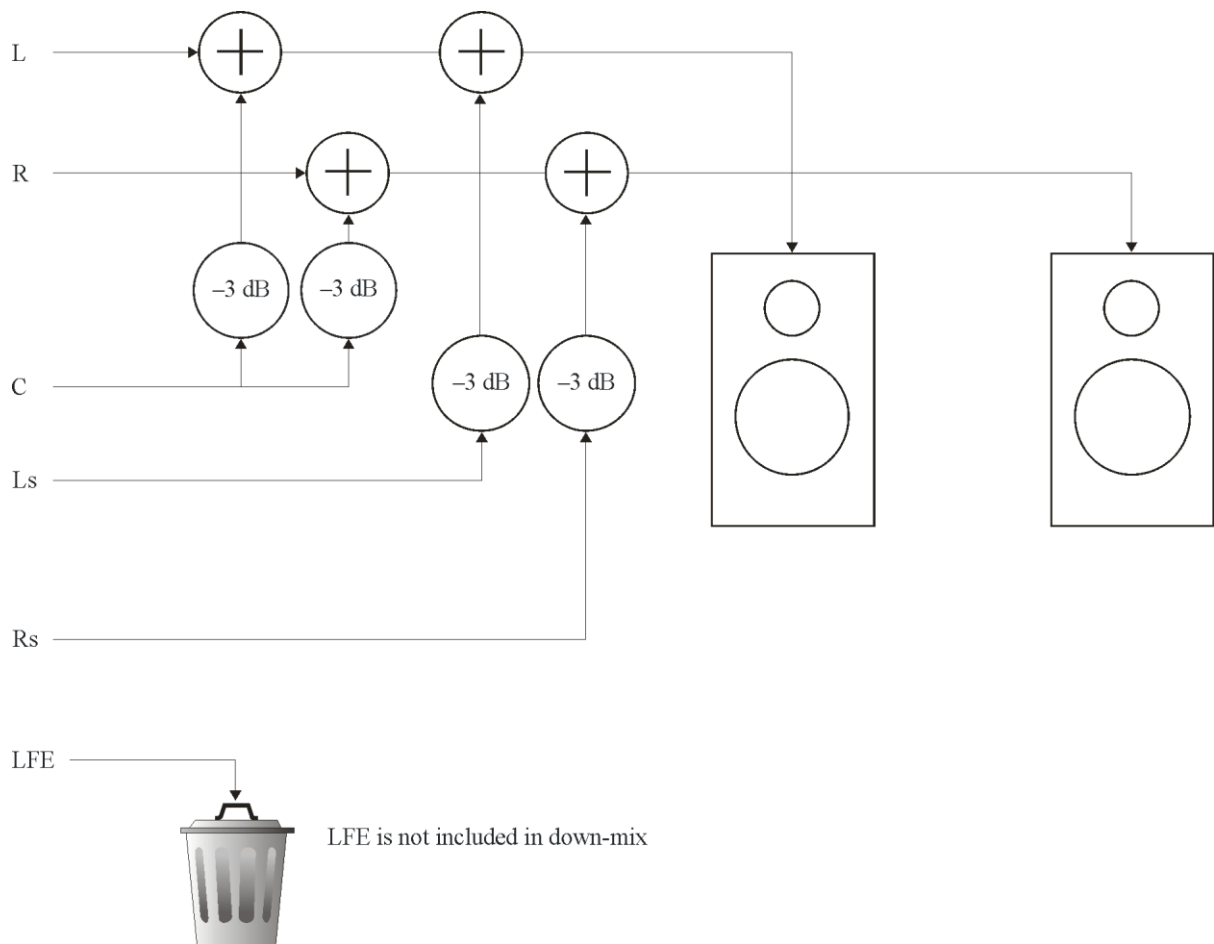 L
R
–3 dB
–3 dB
C
–3 dB
–3 dB
Ls
Rs
LFE
LFE is not included in down-mix